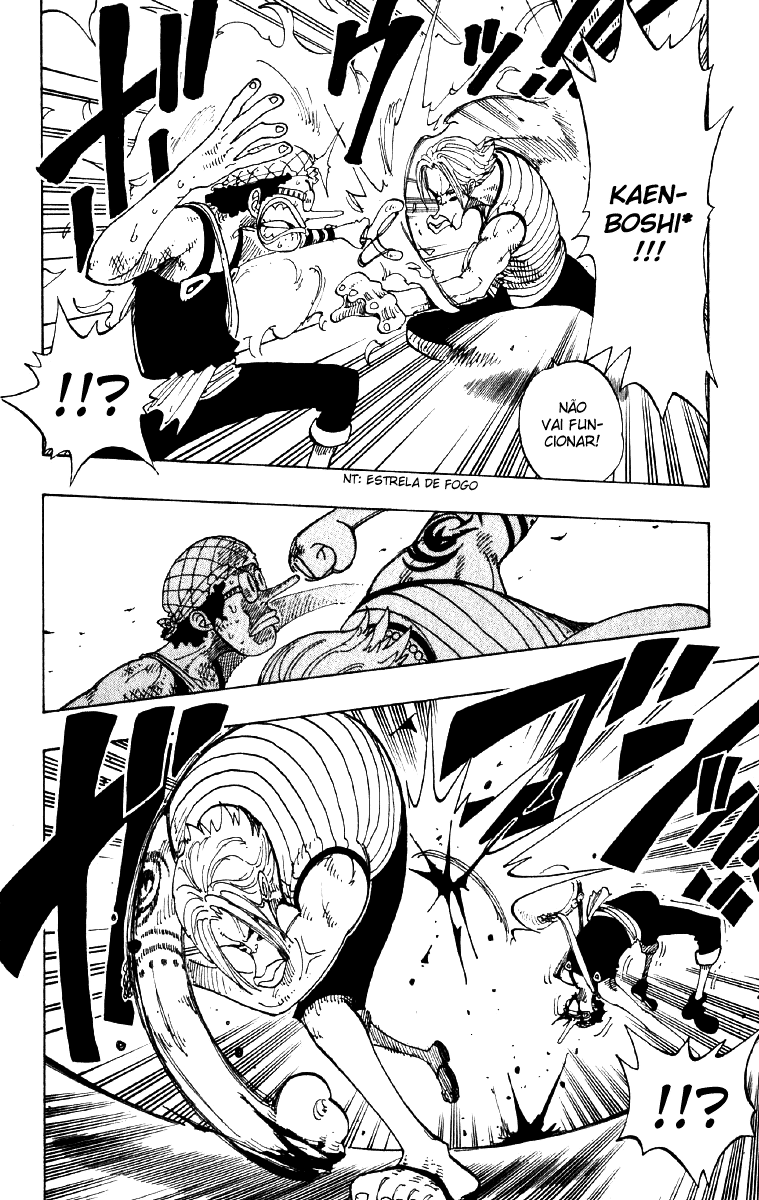 KAEN-
BOSHI*
!!!
!!?
NÃO
VAI FUN-
CIONAR!
NT: ESTRELA DE FOGO
!!?